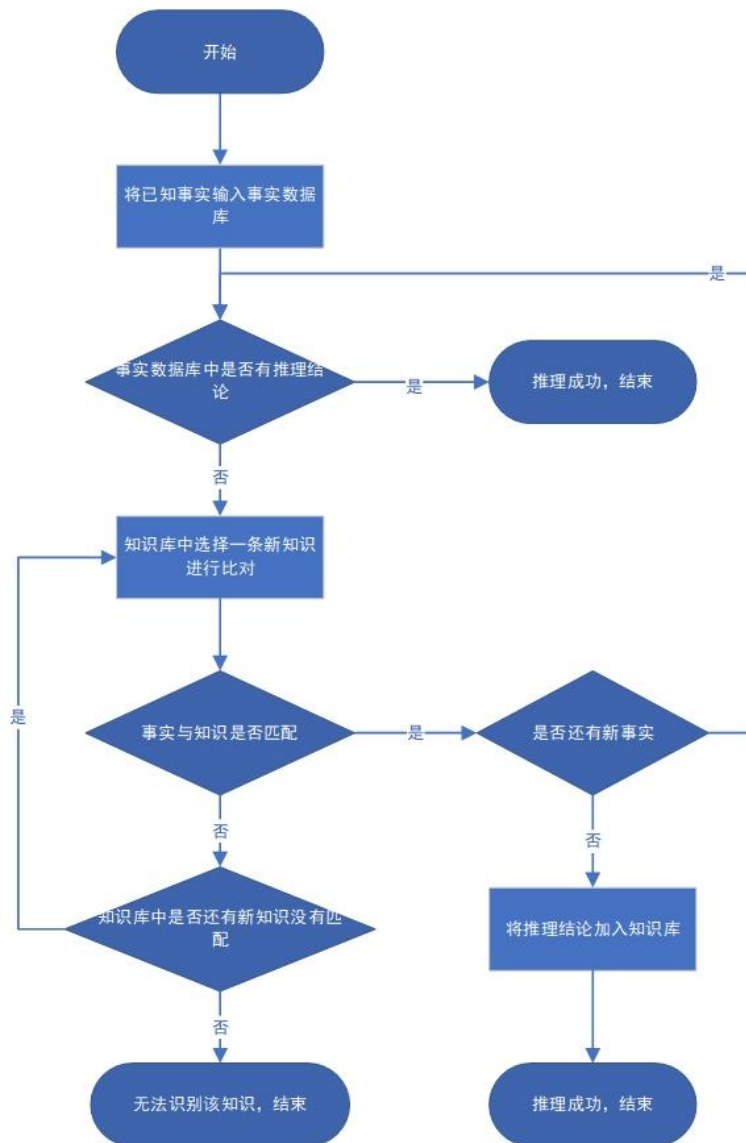 开始
将已知事实输入事实数据
库
是
事实数据库中是否有推理结
论
是
推理成功，结束
否
知识库中选择一条新知识
进行比对
是
事实与知识是否匹配
是
是否还有新事实
否
否
知识库中是否还有新知识没有匹
配
将推理结论加入知识库
否
无法识别该知识，结束
推理成功，结束